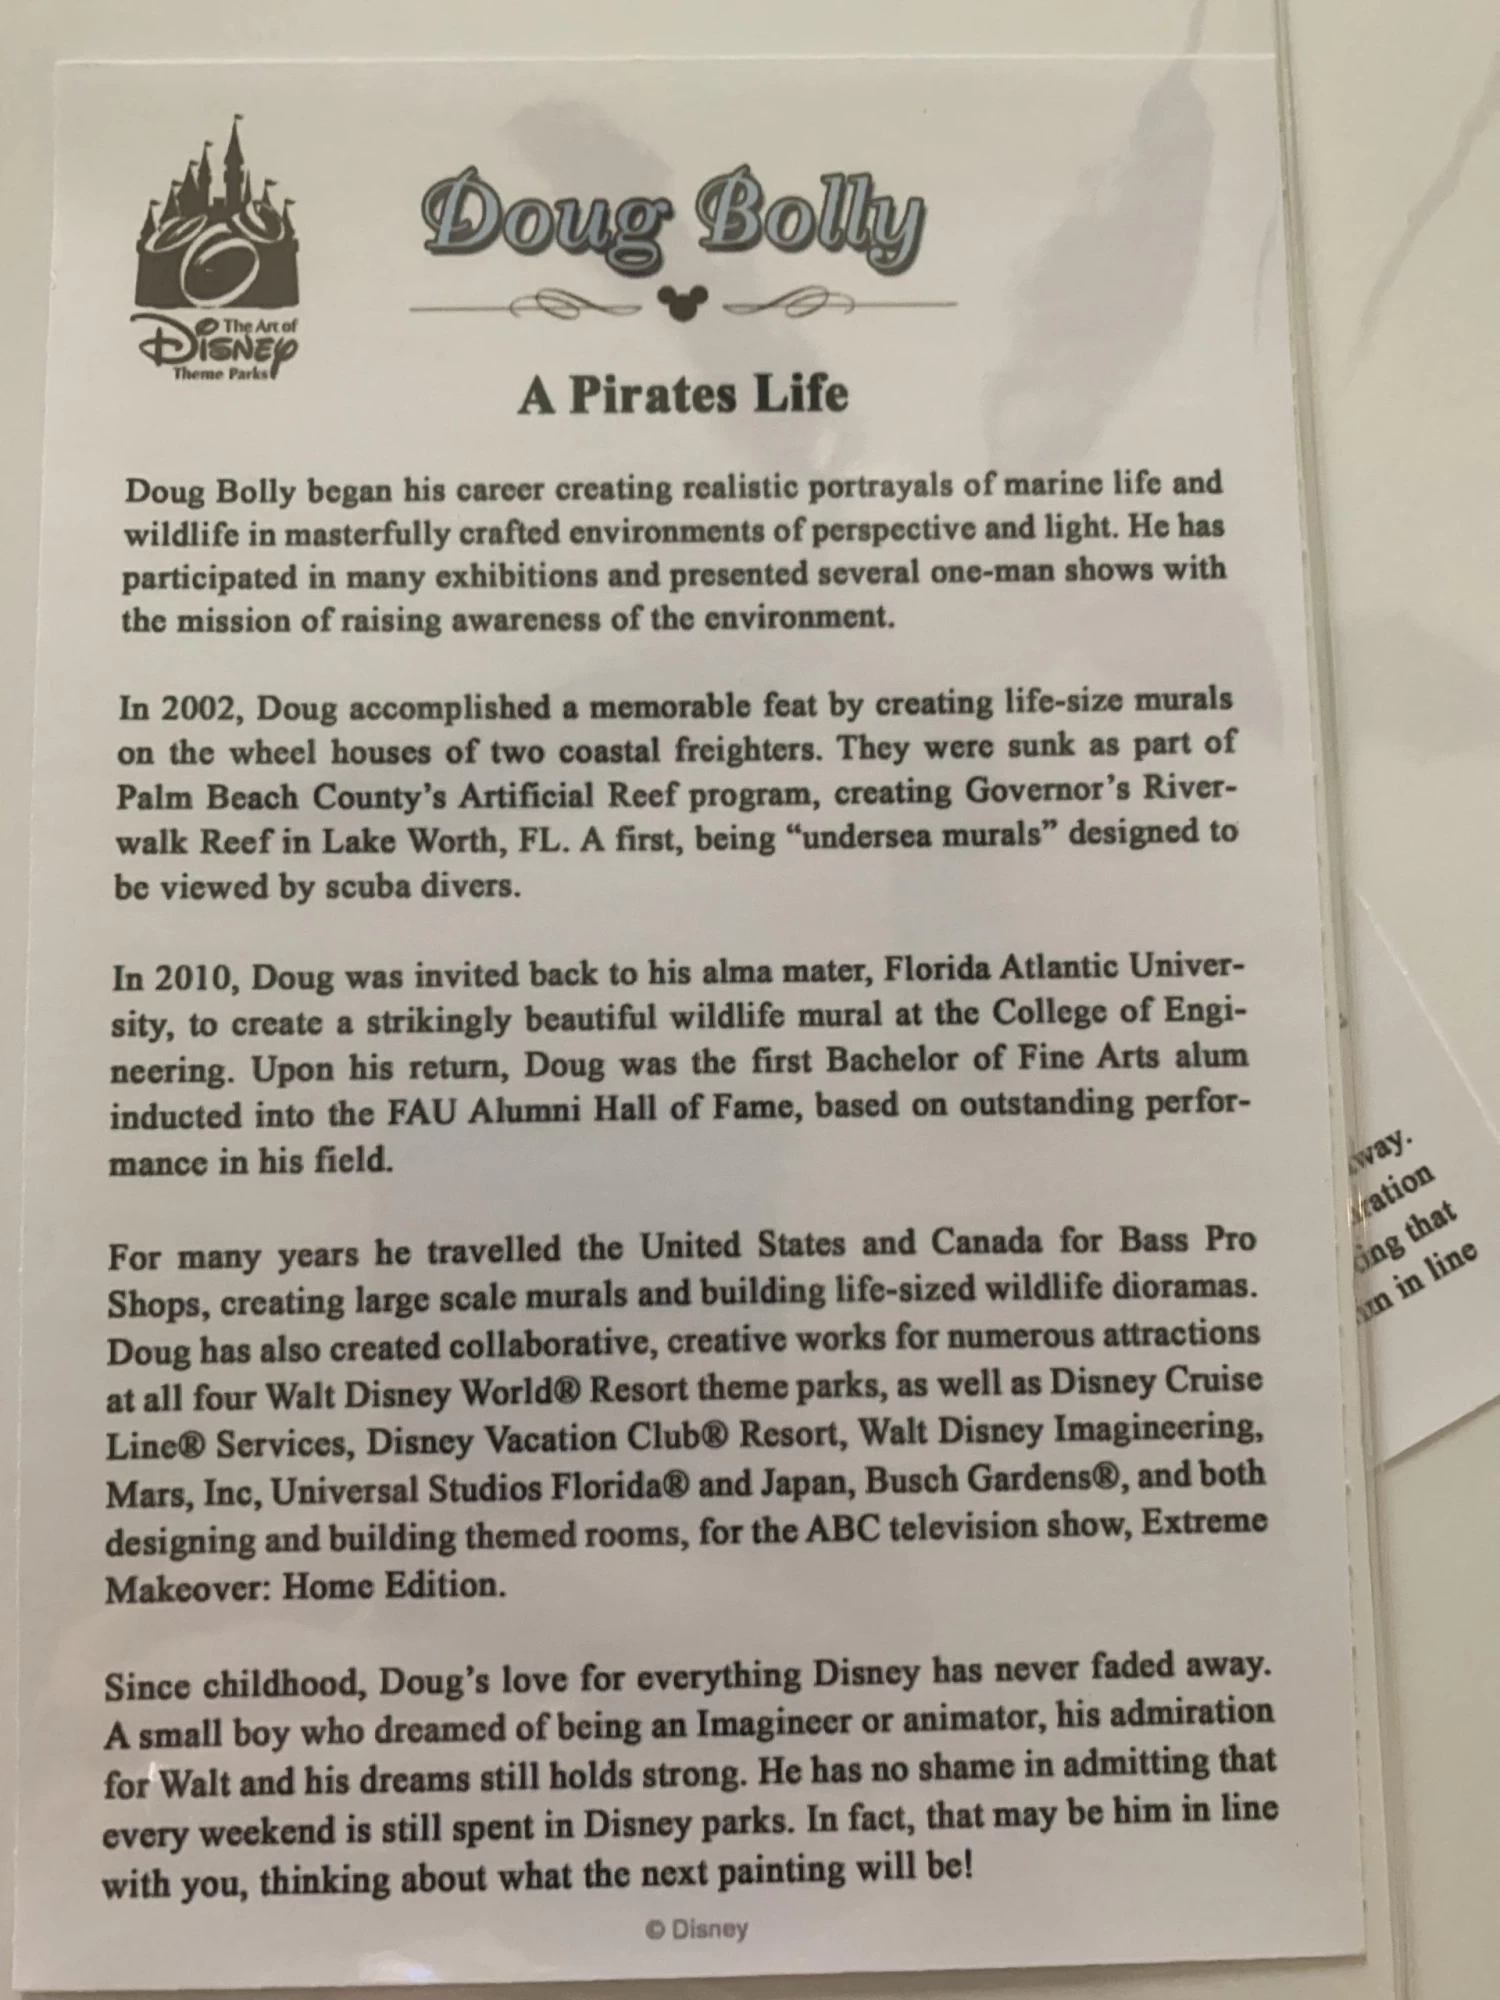 Doug Bolly
The Art of
Disney
Theme Parks
A Pirates Life
Doug Bolly began his career creating realistic portrayals of marine life and
wildlife in masterfully crafted environments of perspective and light. He has
participated in many exhibitions and presented several one-man shows with
the mission of raising awareness of the environment.
In 2002, Doug accomplished a memorable feat by creating life-size murals
on the wheel houses of two coastal freighters. They were sunk as part of
Palm Beach County's Artificial Reef program, creating Governor's River-
walk Reef in Lake Worth, FL. A first, being “undersea murals” designed to
be viewed by scuba divers.
In 2010, Doug was invited back to his alma mater, Florida Atlantic Univer-
sity, to create a strikingly beautiful wildlife mural at the College of Engi-
neering. Upon his return, Doug was the first Bachelor of Fine Arts alum
inducted into the FAU Alumni Hall of Fame, based on outstanding perfor-
mance in his field.
For many years he travelled the United States and Canada for Bass Pro
Shops, creating large scale murals and building life-sized wildlife dioramas.
Doug has also created collaborative, creative works for numerous attractions
at all four Walt Disney World® Resort theme parks, as well as Disney Cruise
Line® Services, Disney Vacation Club® Resort, Walt Disney Imagineering,
Mars, Inc, Universal Studios Florida® and Japan, Busch Gardens®, and both
designing and building themed rooms, for the ABC television show, Extreme
Makeover: Home Edition.
Since childhood, Doug's love for everything Disney has never faded away.
A small boy who dreamed of being an Imagineer or animator, his admiration
for Walt and his dreams still holds strong. He has no shame in admitting that
every weekend is still spent in Disney parks. In fact, that may be him in line
with you, thinking about what the next painting will be!
© Disney
way.
ration
ing that
in line